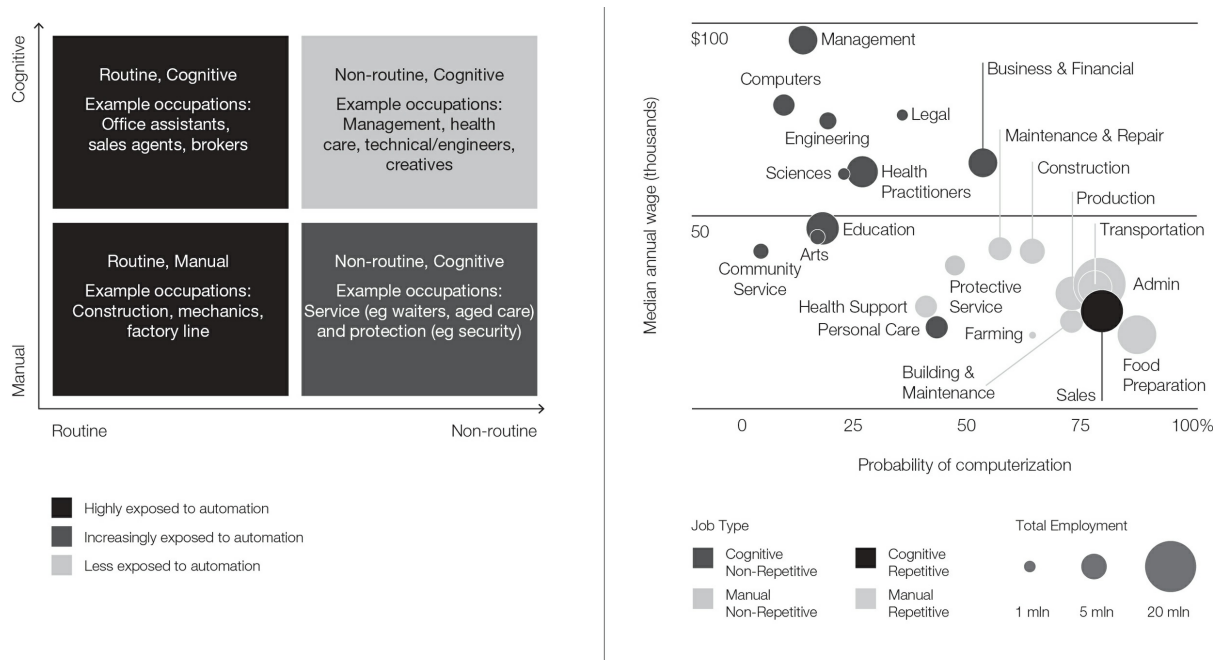 Cognitive
Manual
Routine, Cognitive
Example occupations:
Office assistants,
sales agents, brokers
Non-routine, Cognitive
Example occupations:
Management, health
care, technical/engineers,
creatives
Routine, Manual
Example occupations:
Construction, mechanics,
factory line
Non-routine, Cognitive
Example occupations:
Service (eg waiters, aged care)
and protection (eg security)
Routine
Non-routine
Highly exposed to automation
Increasingly exposed to automation
Less exposed to automation
Median annual wage (thousands)
$100
Management
Computers
Business & Financial
Legal
Engineering
Maintenance & Repair
Sciences
Health
Practitioners
Construction
Production
50
Education
Transportation
Arts
Community
Service
Protective
Service
Admin
Health Support
Personal Care
Farming
Building &
Maintenance
Sales
Food
Preparation
0
25
50
75
100%
Probability of computerization
Job Type
Cognitive
Non-Repetitive
Cognitive
Repetitive
Manual
Non-Repetitive
Manual
Repetitive
Total Employment
1 mln
5 mln
20 mln